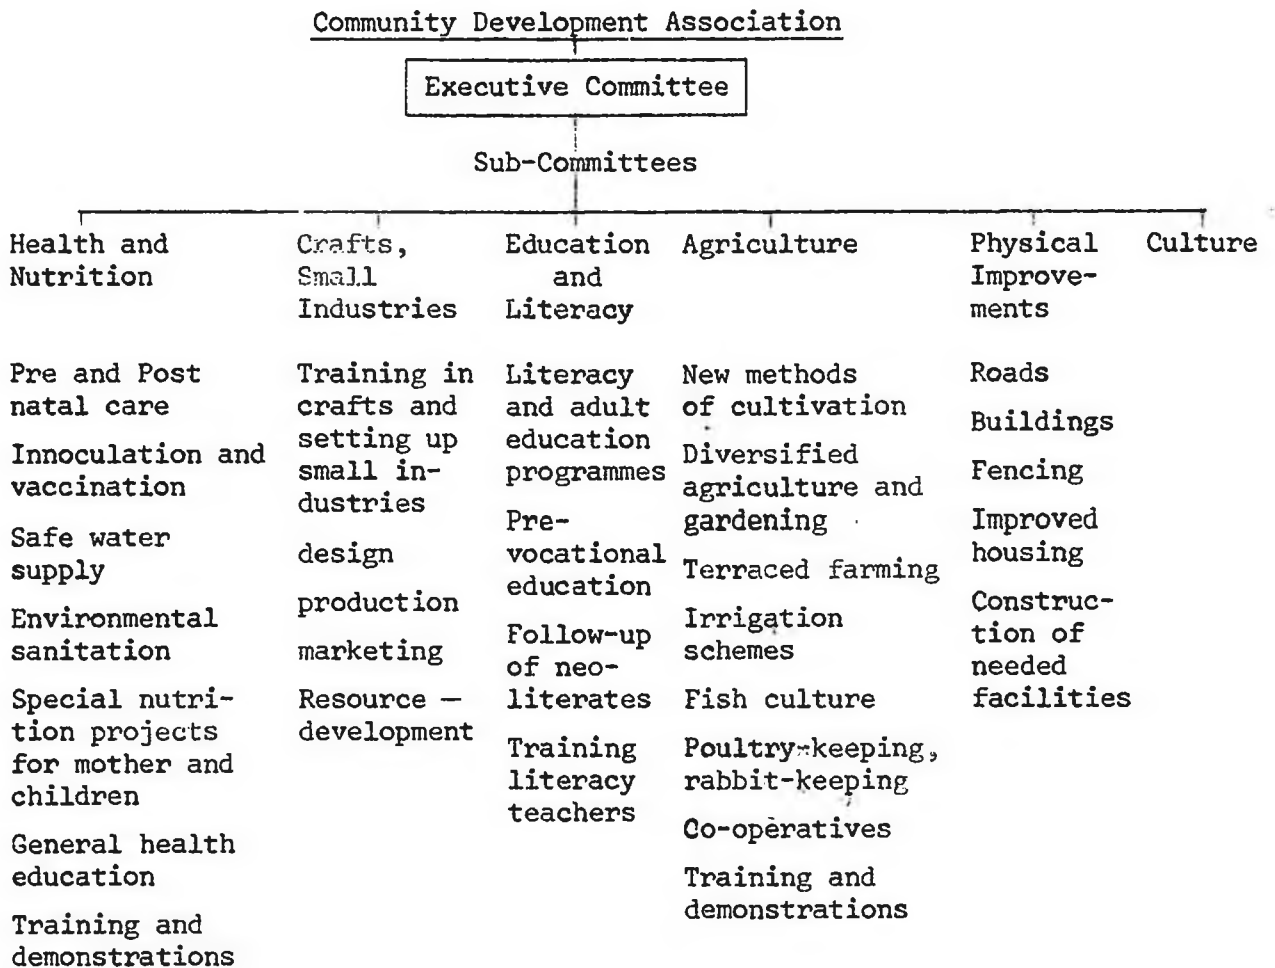 Community Development Association
Executive Committee
Sub-Committees
Health and
Nutrition
Crafts,
Small
Industries
Education
and
Literacy
Agriculture
Physical
Improve-
ments
Culture
Pre and Post
natal care
Innoculation and
vaccination
Safe water
supply
Environmental
sanitation
Special nutri-
tion projects
for mother and
children
General health
education
Training and
demonstrations
Training in
crafts and
setting up
small in-
dustries
design
production
marketing
Resource —
development
Literacy
and adult
education
programmes
Pre-
vocational
education
Follow-up
of neo-
literates
Training
literacy
teachers
New methods
of cultivation
Diversified
agriculture and
gardening
Terraced farming
Irrigation
schemes
Fish culture
Poultry-keeping,
rabbit-keeping
Co-operatives
Training and
demonstrations
Roads
Buildings
Fencing
Improved
housing
Construc-
tion of
needed
facilities